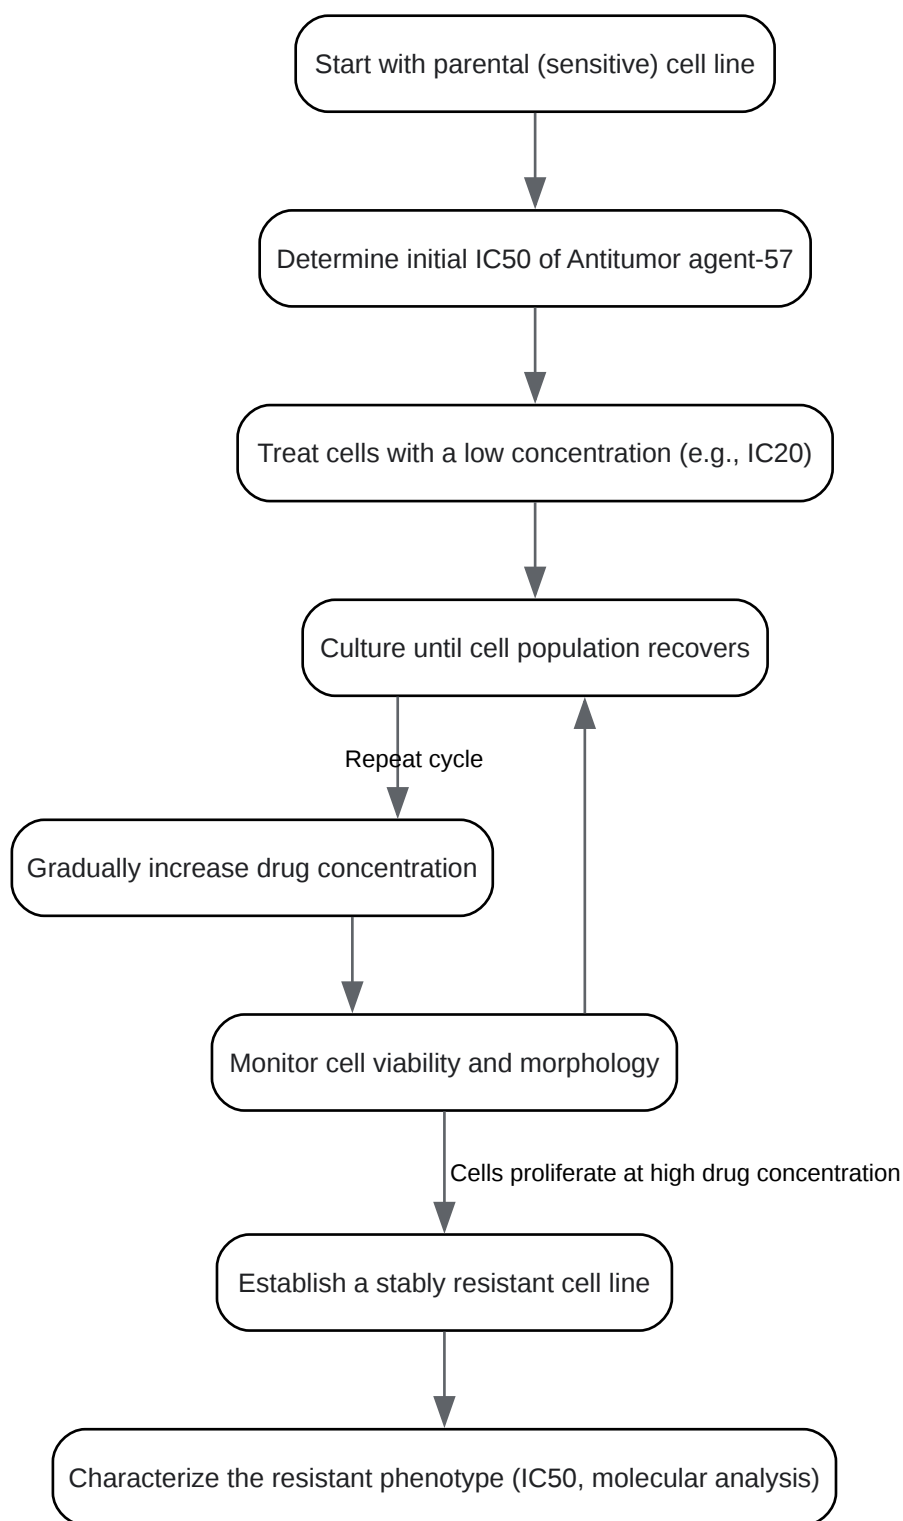 Start with parental (sensitive) cell line
Determine initial IC50 of Antitumor agent-57
Treat cells with a low concentration (e.g., IC20)
Culture until cell population recovers
Repeat cycle
Gradually increase drug concentration
Monitor cell viability and morphology
Cells proliferate at high drug concentration
Establish a stably resistant cell line
Characterize the resistant phenotype (IC50, molecular analysis)